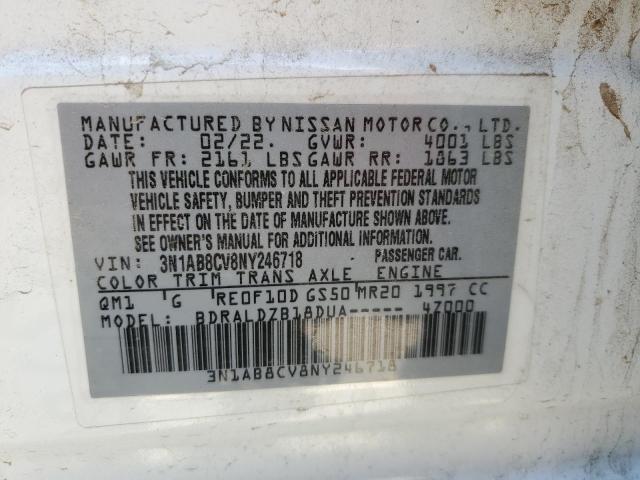 MANUFACTURED BY NISSAN MOTOR CO., LTD.
DATE: 02/22. GVWR: 4001 LBS
GAWR FR: 2161 LBS GAWR RR: 1863 LBS
THIS VEHICLE CONFORMS TO ALL APPLICABLE FEDERAL MOTOR
VEHICLE SAFETY, BUMPER AND THEFT PREVENTION STANDARDS
IN EFFECT ON THE DATE OF MANUFACTURE SHOWN ABOVE.
SEE OWNER'S MANUAL FOR ADDITIONAL INFORMATION.
VIN: 3N1AB8CV8NY246718 PASSENGER CAR.
COLOR TRIM TRANS AXLE ENGINE
QM1 G RE0F10D GS50 MR20 1997 CC
MODEL: BDRALDZB18DUA----- 4Z000
3N1AB8CV8NY246718